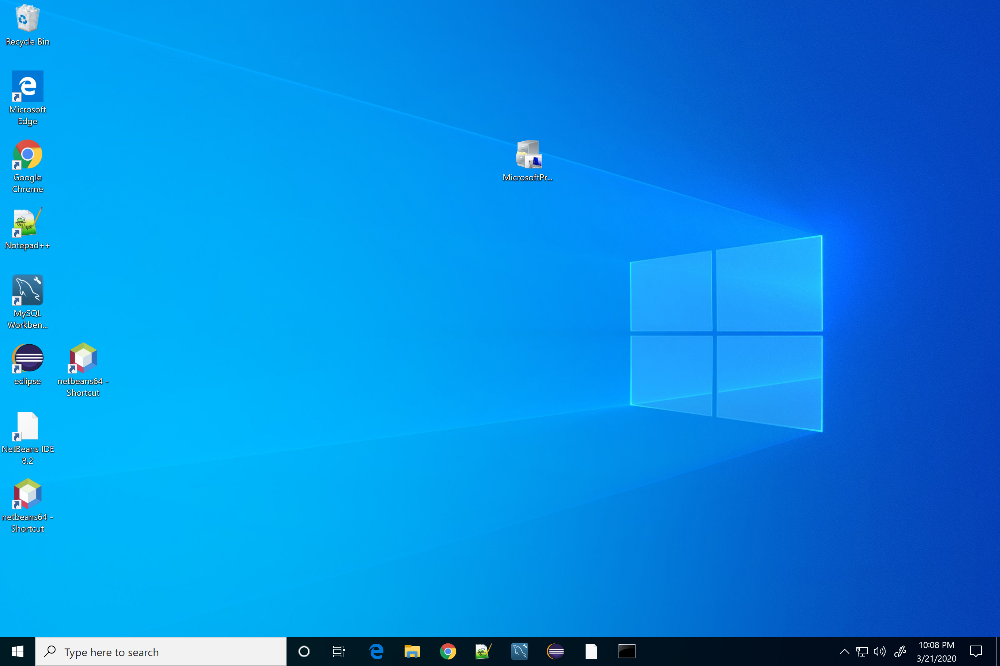 Recycle Bin
Microsoft
Edge
Google
Chrome
Notepad++
MySQL
Workben...
eclipse
netbeans64 -
Shortcut
NetBeans IDE
8.2
netbeans64 -
Shortcut
MicrosoftPr...
Type here to search
10:08 PM
3/21/2020